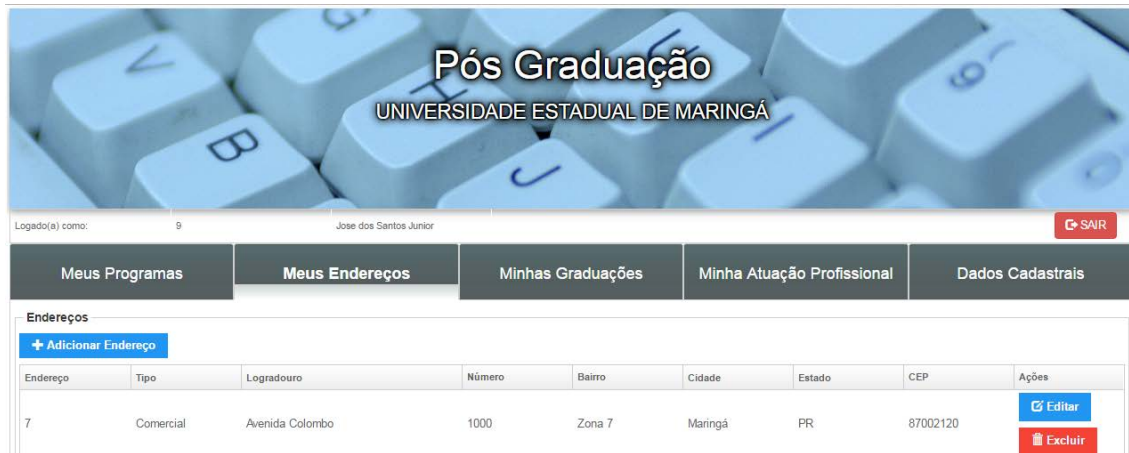 Pós Graduação
UNIVERSIDADE ESTADUAL DE MARINGÁ
Logado(a) como: 9 Jose dos Santos Junior SAIR
Meus Programas Meus Endereços Minhas Graduações Minha Atuação Profissional Dados Cadastrais
Endereços
Adicionar Endereço
Endereço Tipo Logradouro Número Bairro Cidade Estado CEP Ações
7 Comercial Avenida Colombo 1000 Zona 7 Maringá PR 87002120 Editar
Excluir